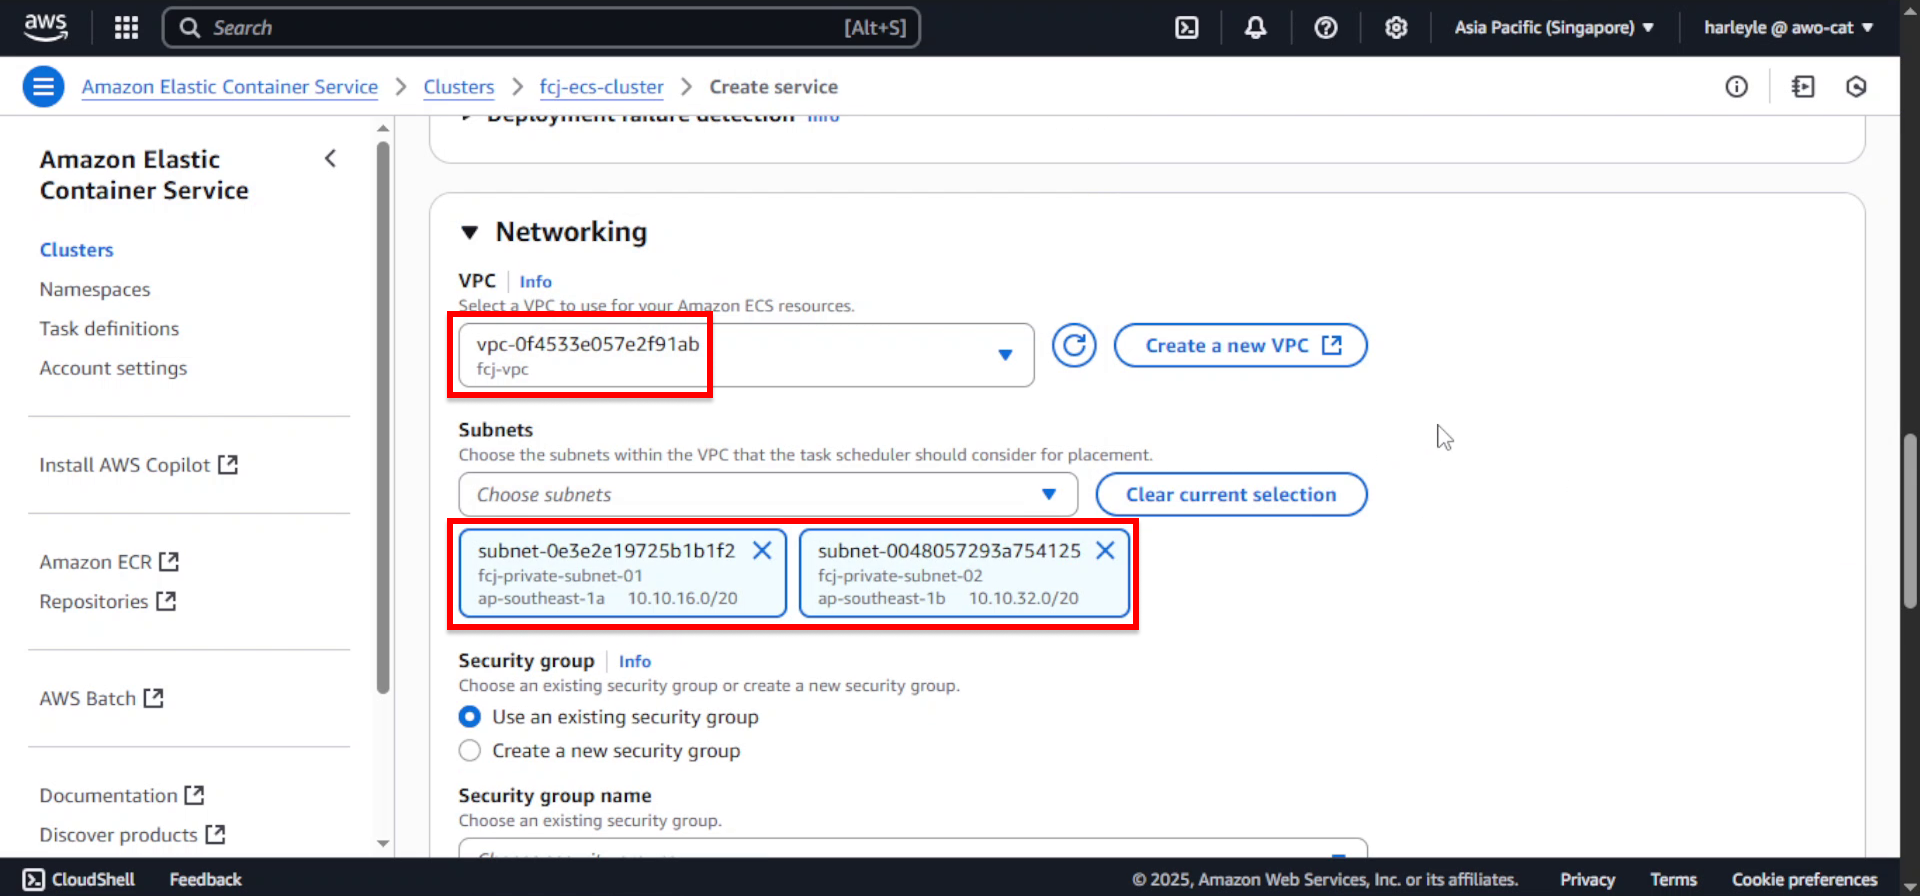 aws
Search [Alt+S]
Asia Pacific (Singapore)
harleyle @ awo-cat
Amazon Elastic Container Service
Clusters
fcj-ecs-cluster
Create service
Amazon Elastic
Container Service
Clusters
Namespaces
Task definitions
Account settings
Install AWS Copilot
Amazon ECR
Repositories
AWS Batch
Documentation
Discover products
Deployment failure detection Info
Networking
VPC Info
Select a VPC to use for your Amazon ECS resources.
vpc-0f4533e057e2f91ab
fcj-vpc
Create a new VPC
Subnets
Choose the subnets within the VPC that the task scheduler should consider for placement.
Choose subnets
Clear current selection
subnet-0e3e2e19725b1b1f2
fcj-private-subnet-01
ap-southeast-1a 10.10.16.0/20
subnet-0048057293a754125
fcj-private-subnet-02
ap-southeast-1b 10.10.32.0/20
Security group Info
Choose an existing security group or create a new security group.
Use an existing security group
Create a new security group
Security group name
Choose an existing security group.
CloudShell
Feedback
© 2025, Amazon Web Services, Inc. or its affiliates.
Privacy
Terms
Cookie preferences